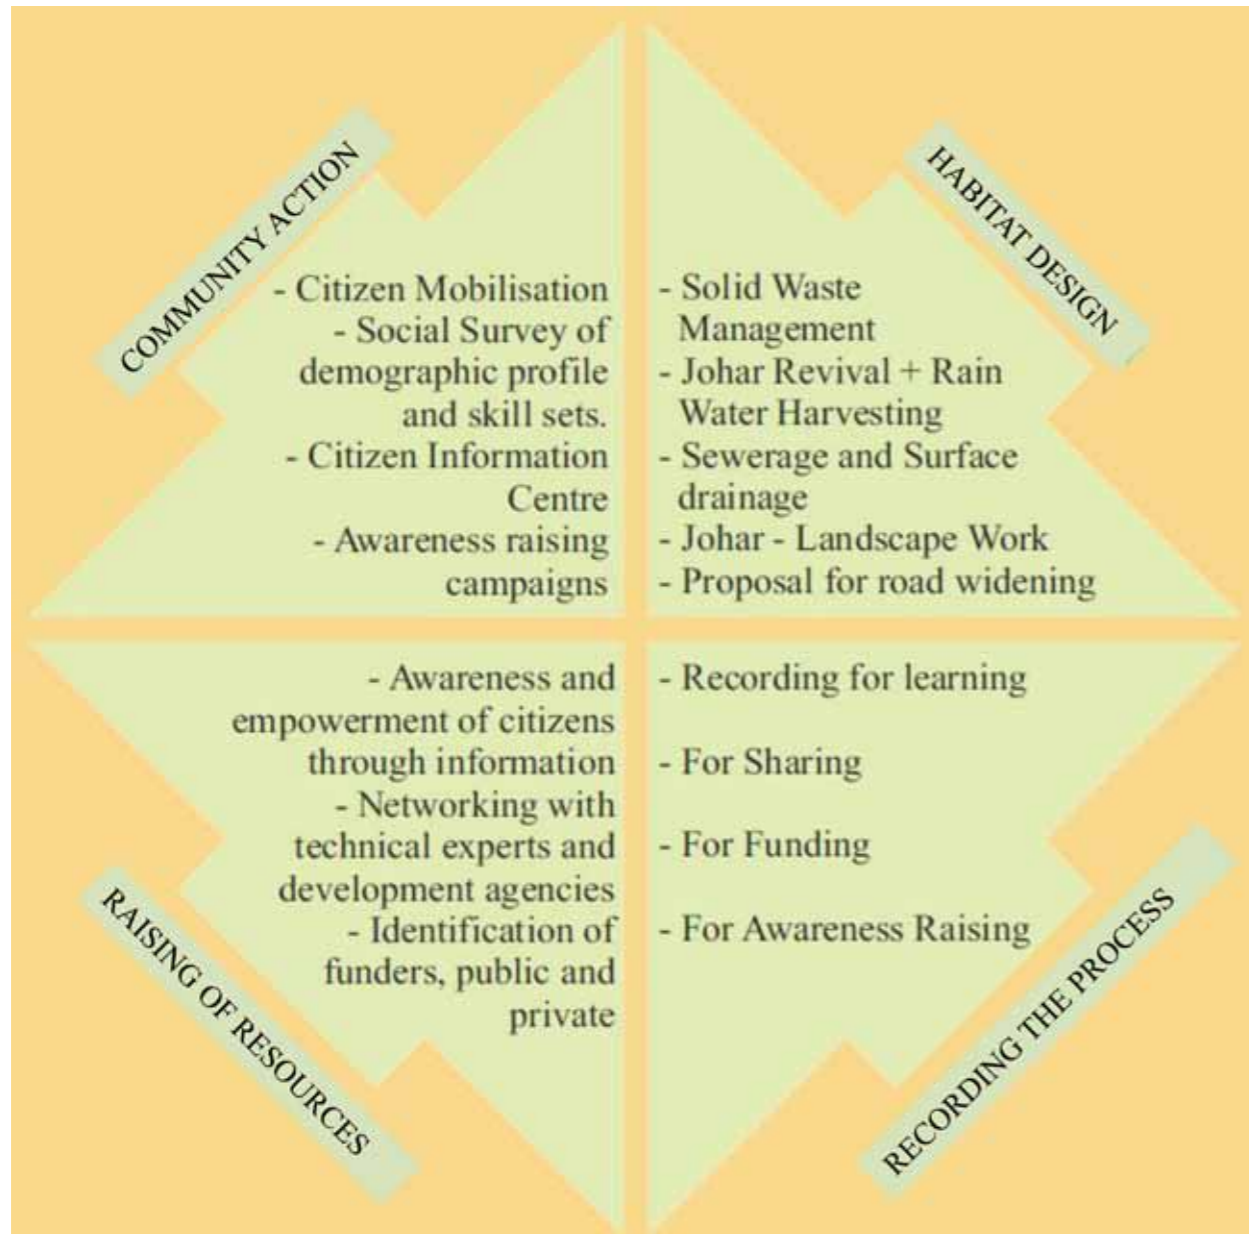 COMMUNITY ACTION
- Citizen Mobilisation
- Social Survey of
demographic profile
and skill sets.
- Citizen Information
Centre
- Awareness raising
campaigns
HABITAT DESIGN
- Solid Waste
Management
- Johar Revival + Rain
Water Harvesting
- Sewerage and Surface
drainage
- Johar - Landscape Work
- Proposal for road widening
RAISING OF RESOURCES
- Awareness and
empowerment of citizens
through information
- Networking with
technical experts and
development agencies
- Identification of
funders, public and
private
RECORDING THE PROCESS
- Recording for learning
- For Sharing
- For Funding
- For Awareness Raising